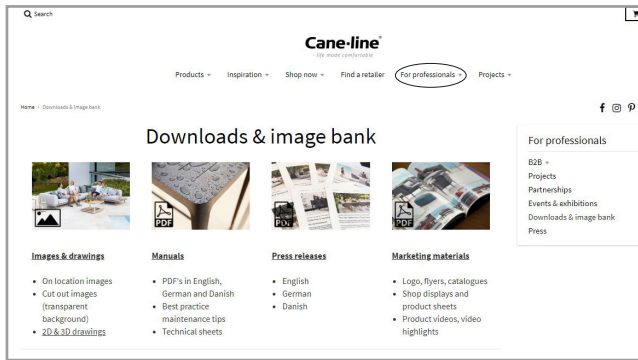 Search
Cane-line®
life made comfortable
Products Inspiration Shop now Find a retailer For professionals Projects
Home › Downloads & image bank
Downloads & image bank
PDF
PDF
PDF
Images & drawings
• On location images
• Cut out images
(transparent
background)
• 2D & 3D drawings
Manuals
• PDF's in English,
German and Danish
• Best practice
maintenance tips
• Technical sheets
Press releases
• English
• German
• Danish
Marketing materials
• Logo, flyers, catalogues
• Shop displays and
product sheets
• Product videos, video
highlights
For professionals
B2B
Projects
Partnerships
Events & exhibitions
Downloads & image bank
Press